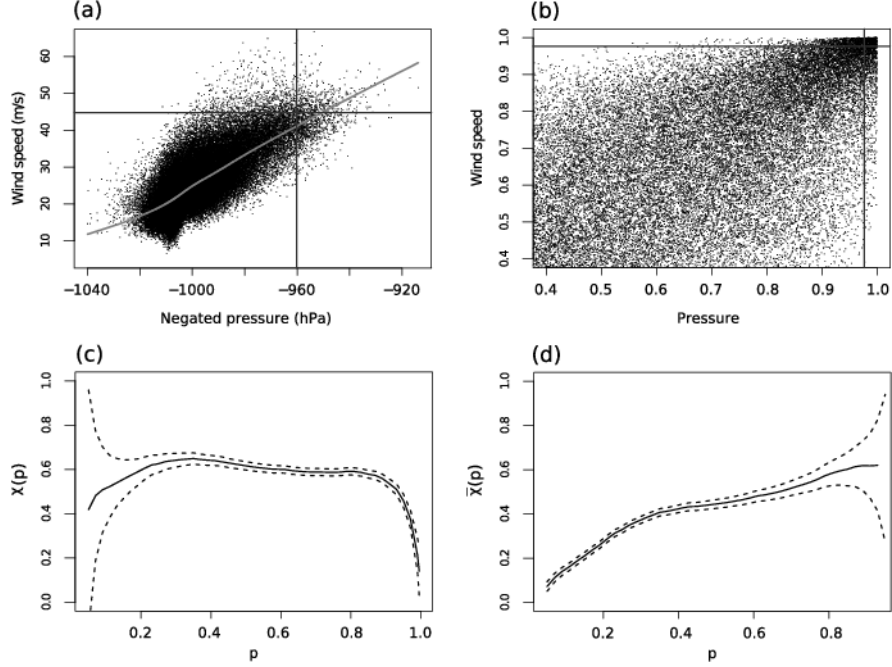 (a)
Wind speed (m/s)
60
50
40
30
20
10
−1040
−1000
−960
−920
Negated pressure (hPa)
(b)
Wind speed
1.0
0.9
0.8
0.7
0.6
0.5
0.4
0.4 0.5 0.6 0.7 0.8 0.9 1.0
Pressure
(c)
X(p)
1.0
0.8
0.6
0.4
0.2
0.0
0.2 0.4 0.6 0.8 1.0
p
(d)
X̄(p)
1.0
0.8
0.6
0.4
0.2
0.0
0.2 0.4 0.6 0.8
p